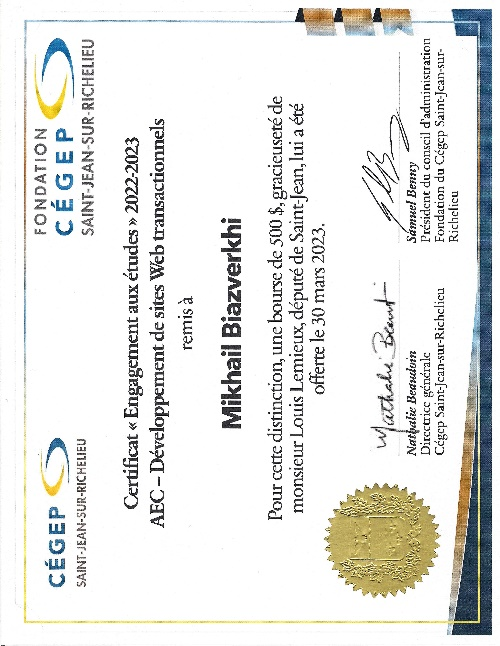 CÉGEP
SAINT-JEAN-SUR-RICHELIEU
FONDATION
CÉGEP
SAINT-JEAN-SUR-RICHELIEU
Certificat « Engagement aux études » 2022-2023
AEC – Développement de sites Web transactionnels
remis à
Mikhail Biazverkhi
Pour cette distinction, une bourse de 500 $, gracieuseté de
monsieur Louis Lemieux, député de Saint-Jean, lui a été
offerte le 30 mars 2023.
Nathalie Beaudoin
Directrice générale
Cégep Saint-Jean-sur-Richelieu
Samuel Benny
Président du conseil d'administration
Fondation du Cégep Saint-Jean-sur-
Richelieu